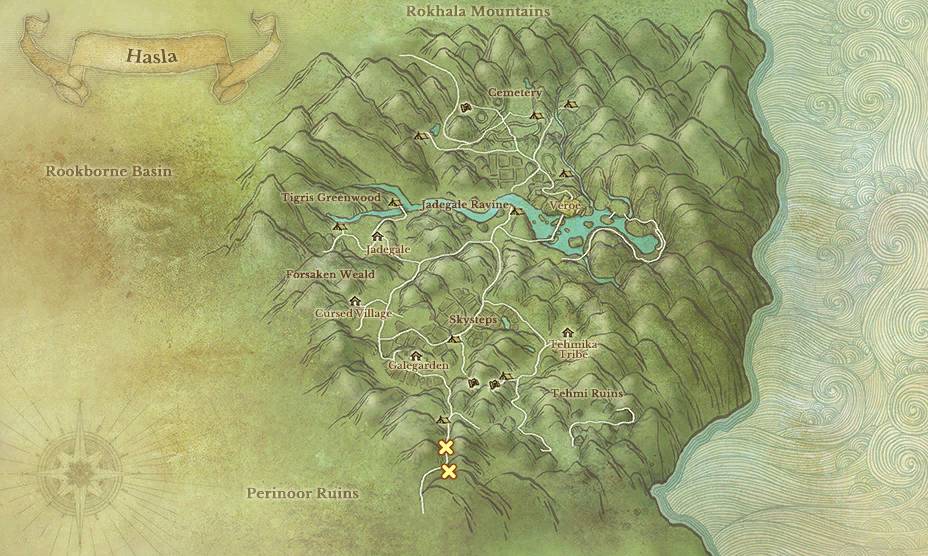 Rokhala Mountains
Hasla
Cemetery
Rookborne Basin
Tigris Greenwood
Jadegale Ravine
Veroe
Jadegale
Forsaken Weald
Cursed Village
Skysteps
Tehmika
Tribe
Galegarden
Tehmi Ruins
Perinoor Ruins